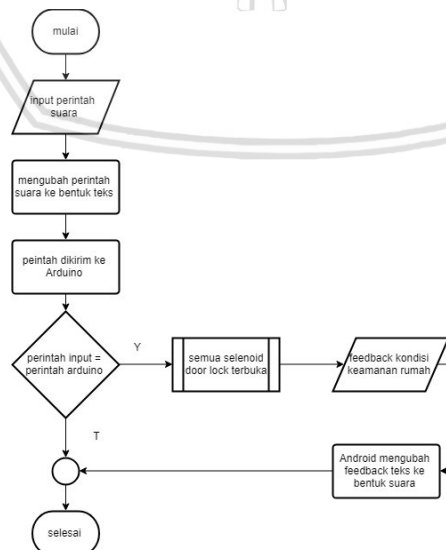 mulai
input perintah
suara
mengubah perintah
suara ke bentuk teks
peintah dikirim ke
Arduino
perintah input =
perintah arduino
Y
semua selenoid
door lock terbuka
feedback kondisi
keamanan rumah
T
Android mengubah
feedback teks ke
bentuk suara
selesai